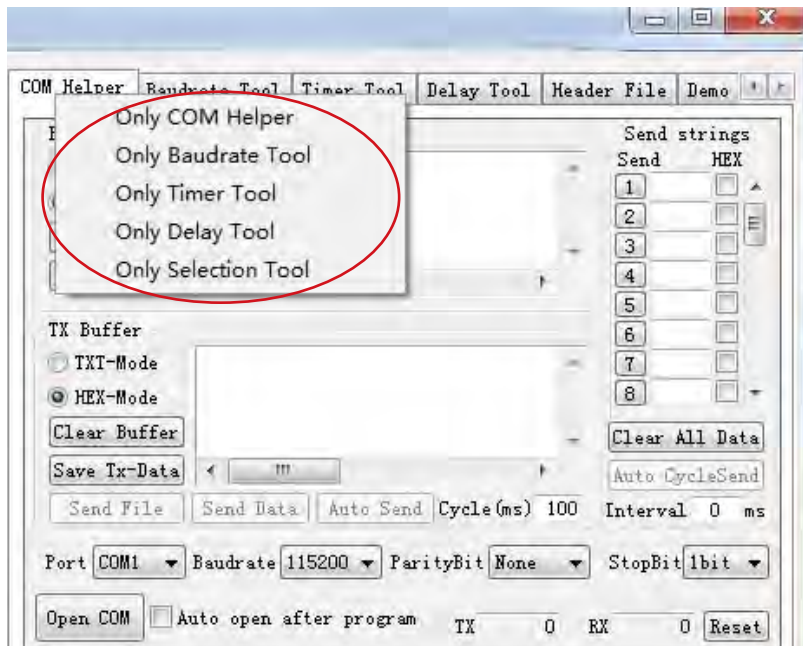 COM Helper Baudrate Tool Timer Tool Delay Tool Header File Demo
Only COM Helper
Only Baudrate Tool
Only Timer Tool
Only Delay Tool
Only Selection Tool
Send strings
Send HEX
1
2
3
4
5
6
7
8
TX Buffer
TXT-Mode
HEX-Mode
Clear Buffer
Save Tx-Data
Clear All Data
Auto CycleSend
Send File Send Data Auto Send Cycle(ms) 100 Interval 0 ms
Port COM1 Baudrate 115200 ParityBit None StopBit 1bit
Open COM Auto open after program TX 0 RX 0 Reset